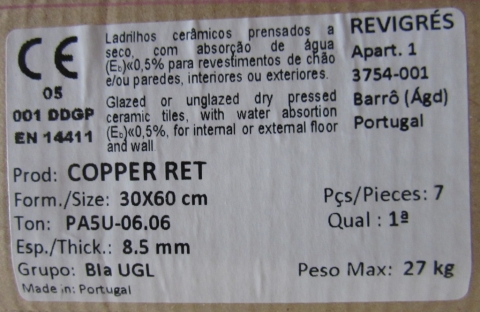 CE
05
001 DDGP
EN 14411
Ladrilhos cerâmicos prensados a
seco, com absorção de água
(Eb)«0,5% para revestimentos de chão
e/ou paredes, interiores ou exteriores.
Glazed or unglazed dry pressed
ceramic tiles, with water absortion
(Eb)«0,5%, for internal or external floor
and wall.
REVIGRÉS
Apart. 1
3754-001
Barrô (Ágd)
Portugal
Prod: COPPER RET
Form./Size: 30X60 cm
Pçs/Pieces: 7
Ton: PA5U-06.06
Qual : 1ª
Esp./Thick.: 8.5 mm
Grupo: BIa UGL
Peso Max: 27 kg
Made in: Portugal